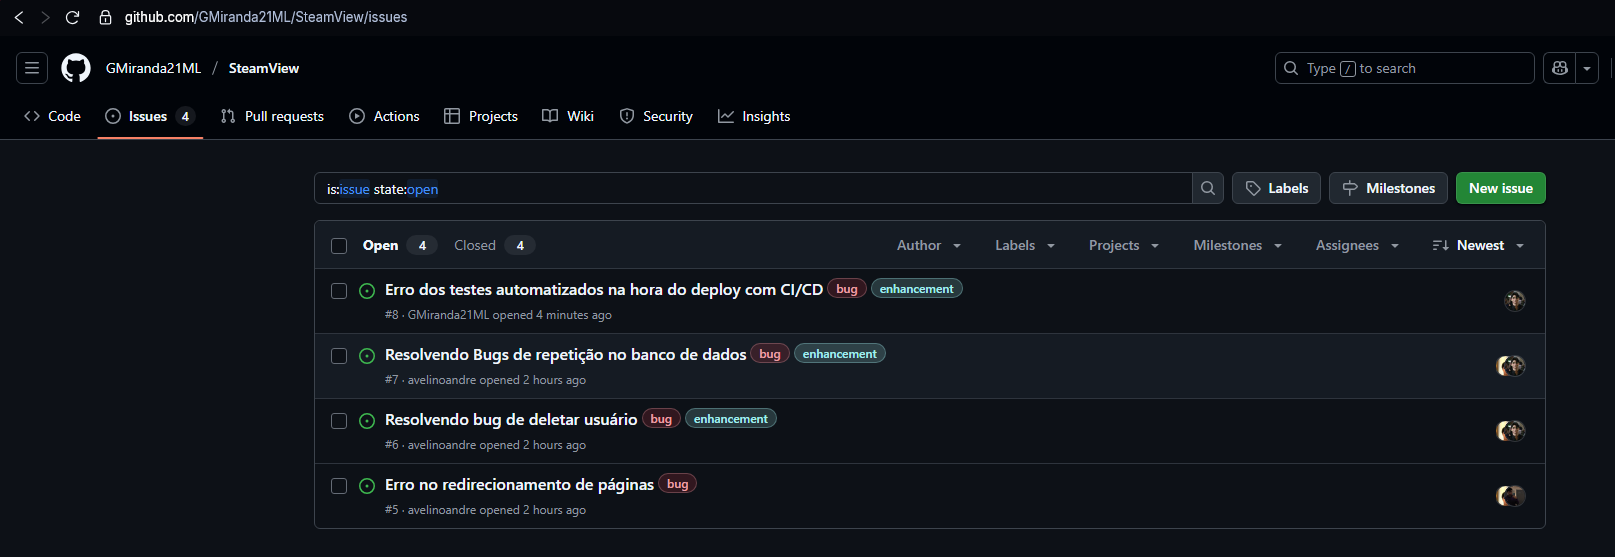 github.com/GMiranda21ML/SteamView/issues
GMiranda21ML / SteamView
Type / to search
Code Issues 4 Pull requests Actions Projects Wiki Security Insights
is:issue state:open
Labels Milestones New issue
Open 4 Closed 4 Author Labels Projects Milestones Assignees Newest
Erro dos testes automatizados na hora do deploy com CI/CD bug enhancement
#8 · GMiranda21ML opened 4 minutes ago
Resolvendo Bugs de repetição no banco de dados bug enhancement
#7 · avelinoandre opened 2 hours ago
Resolvendo bug de deletar usuário bug enhancement
#6 · avelinoandre opened 2 hours ago
Erro no redirecionamento de páginas bug
#5 · avelinoandre opened 2 hours ago